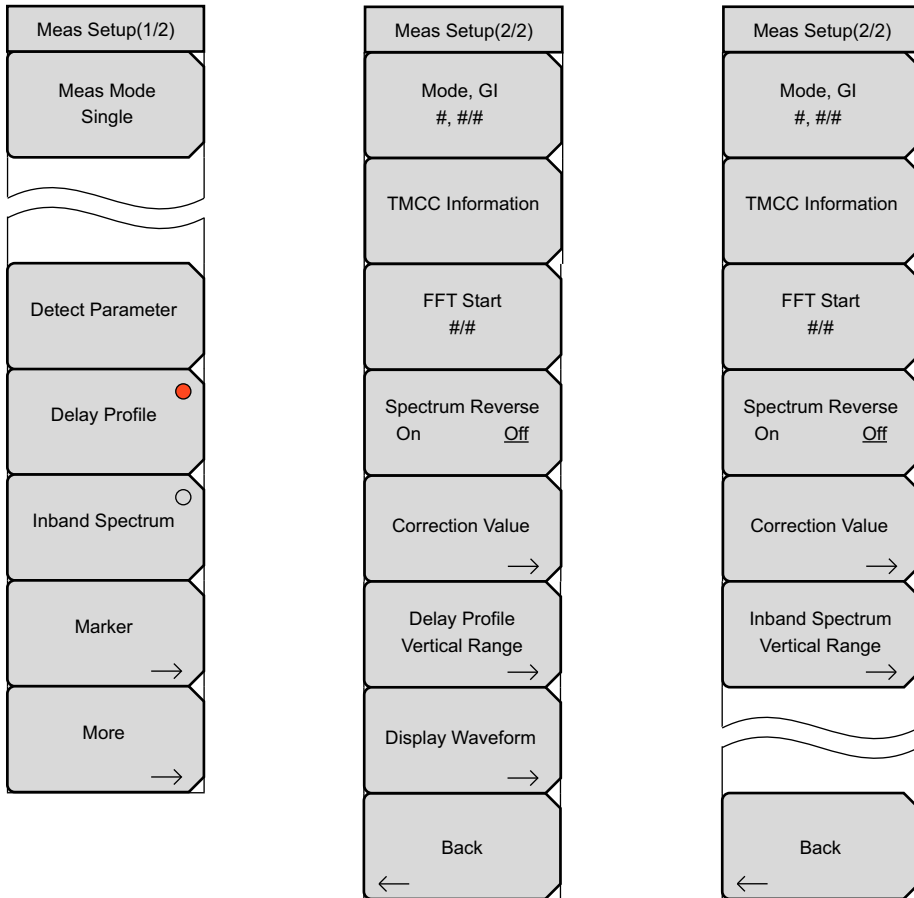 Meas Setup(1/2)
Meas Mode
Single
Detect Parameter
Delay Profile
Inband Spectrum
Marker
More
Meas Setup(2/2)
Mode, GI
#, #/#
TMCC Information
FFT Start
#/#
Spectrum Reverse
On Off
Correction Value
Delay Profile
Vertical Range
Display Waveform
Back
Meas Setup(2/2)
Mode, GI
#, #/#
TMCC Information
FFT Start
#/#
Spectrum Reverse
On Off
Correction Value
Inband Spectrum
Vertical Range
Back